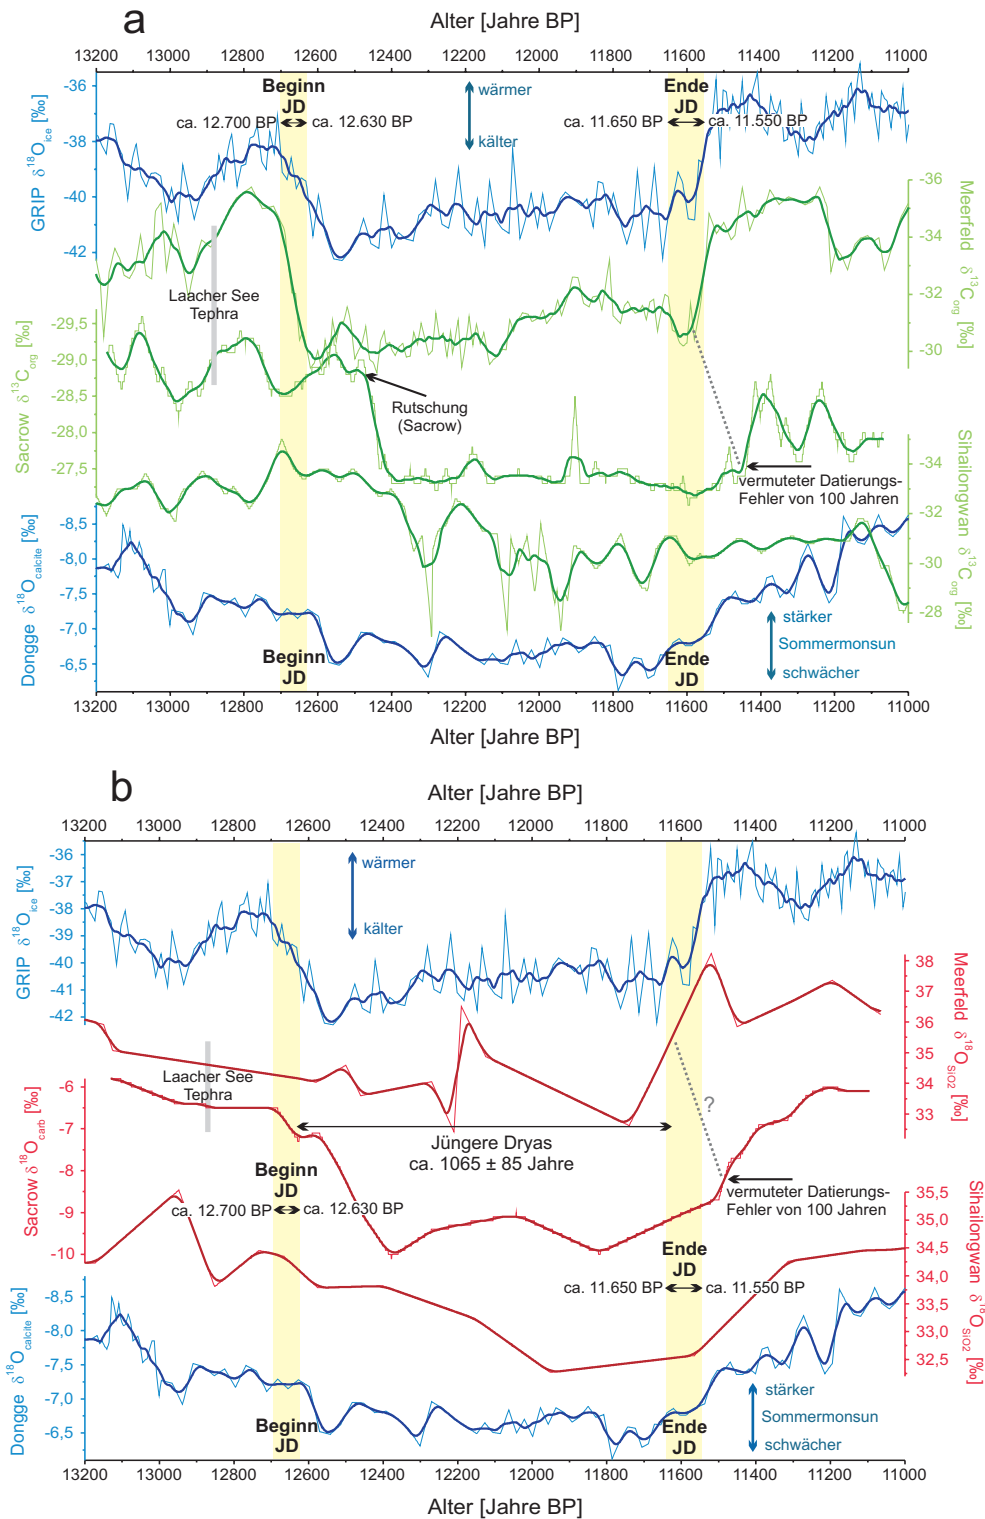 a
Alter [Jahre BP]
13200 13000 12800 12600 12400 12200 12000 11800 11600 11400 11200 11000
GRIP δ¹⁸O_ice [‰]
-36
-38
-40
-42
Beginn
JD
ca. 12.700 BP
ca. 12.630 BP
wärmer
kälter
Ende
JD
ca. 11.650 BP
ca. 11.550 BP
Meerfeld δ¹³C_org [‰]
-36
-34
-32
-30
Laacher See
Tephra
Sacrow δ¹³C_org [‰]
-29,5
-29,0
-28,5
-28,0
-27,5
Rutschung
(Sacrow)
vermuteter Datierungs-
Fehler von 100 Jahren
Sihailongwan δ¹³C_org [‰]
-34
-32
-30
-28
Dongge δ¹⁸O_calcite [‰]
-8,5
-8,0
-7,5
-7,0
-6,5
stärker
Sommermonsun
schwächer
Beginn
JD
Ende
JD
13200 13000 12800 12600 12400 12200 12000 11800 11600 11400 11200 11000
Alter [Jahre BP]
b
Alter [Jahre BP]
13200 13000 12800 12600 12400 12200 12000 11800 11600 11400 11200 11000
GRIP δ¹⁸O_ice [‰]
-36
-37
-38
-39
-40
-41
-42
wärmer
kälter
Meerfeld δ¹⁸O_SiO2 [‰]
38
37
36
35
34
33
Laacher See
Tephra
Sacrow δ¹⁸O_carb [‰]
-6
-7
-8
-9
-10
?
Jüngere Dryas
ca. 1065 ± 85 Jahre
Beginn
JD
ca. 12.700 BP
ca. 12.630 BP
vermuteter Datierungs-
Fehler von 100 Jahren
Ende
JD
ca. 11.650 BP
ca. 11.550 BP
Sihailongwan δ¹⁸O_SiO2 [‰]
35,5
35,0
34,5
34,0
33,5
33,0
32,5
Dongge δ¹⁸O_calcite [‰]
-8,5
-8,0
-7,5
-7,0
-6,5
stärker
Sommermonsun
schwächer
Beginn
JD
Ende
JD
13200 13000 12800 12600 12400 12200 12000 11800 11600 11400 11200 11000
Alter [Jahre BP]